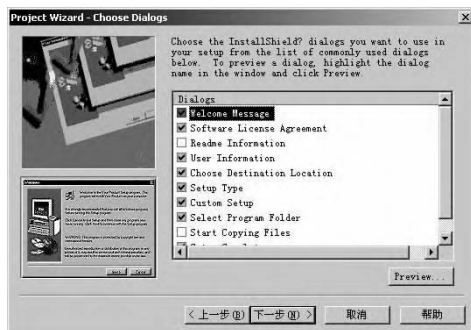 Project Wizard - Choose Dialogs
Choose the InstallShield? dialogs you want to use in
your setup from the list of commonly used dialogs
below. To preview a dialog, highlight the dialog
name in the window and click Preview.
Dialogs
Welcome Message
Software License Agreement
Readme Information
User Information
Choose Destination Location
Setup Type
Custom Setup
Select Program Folder
Start Copying Files
Preview...
< 上一步(B)
下一步(N) >
取消
帮助